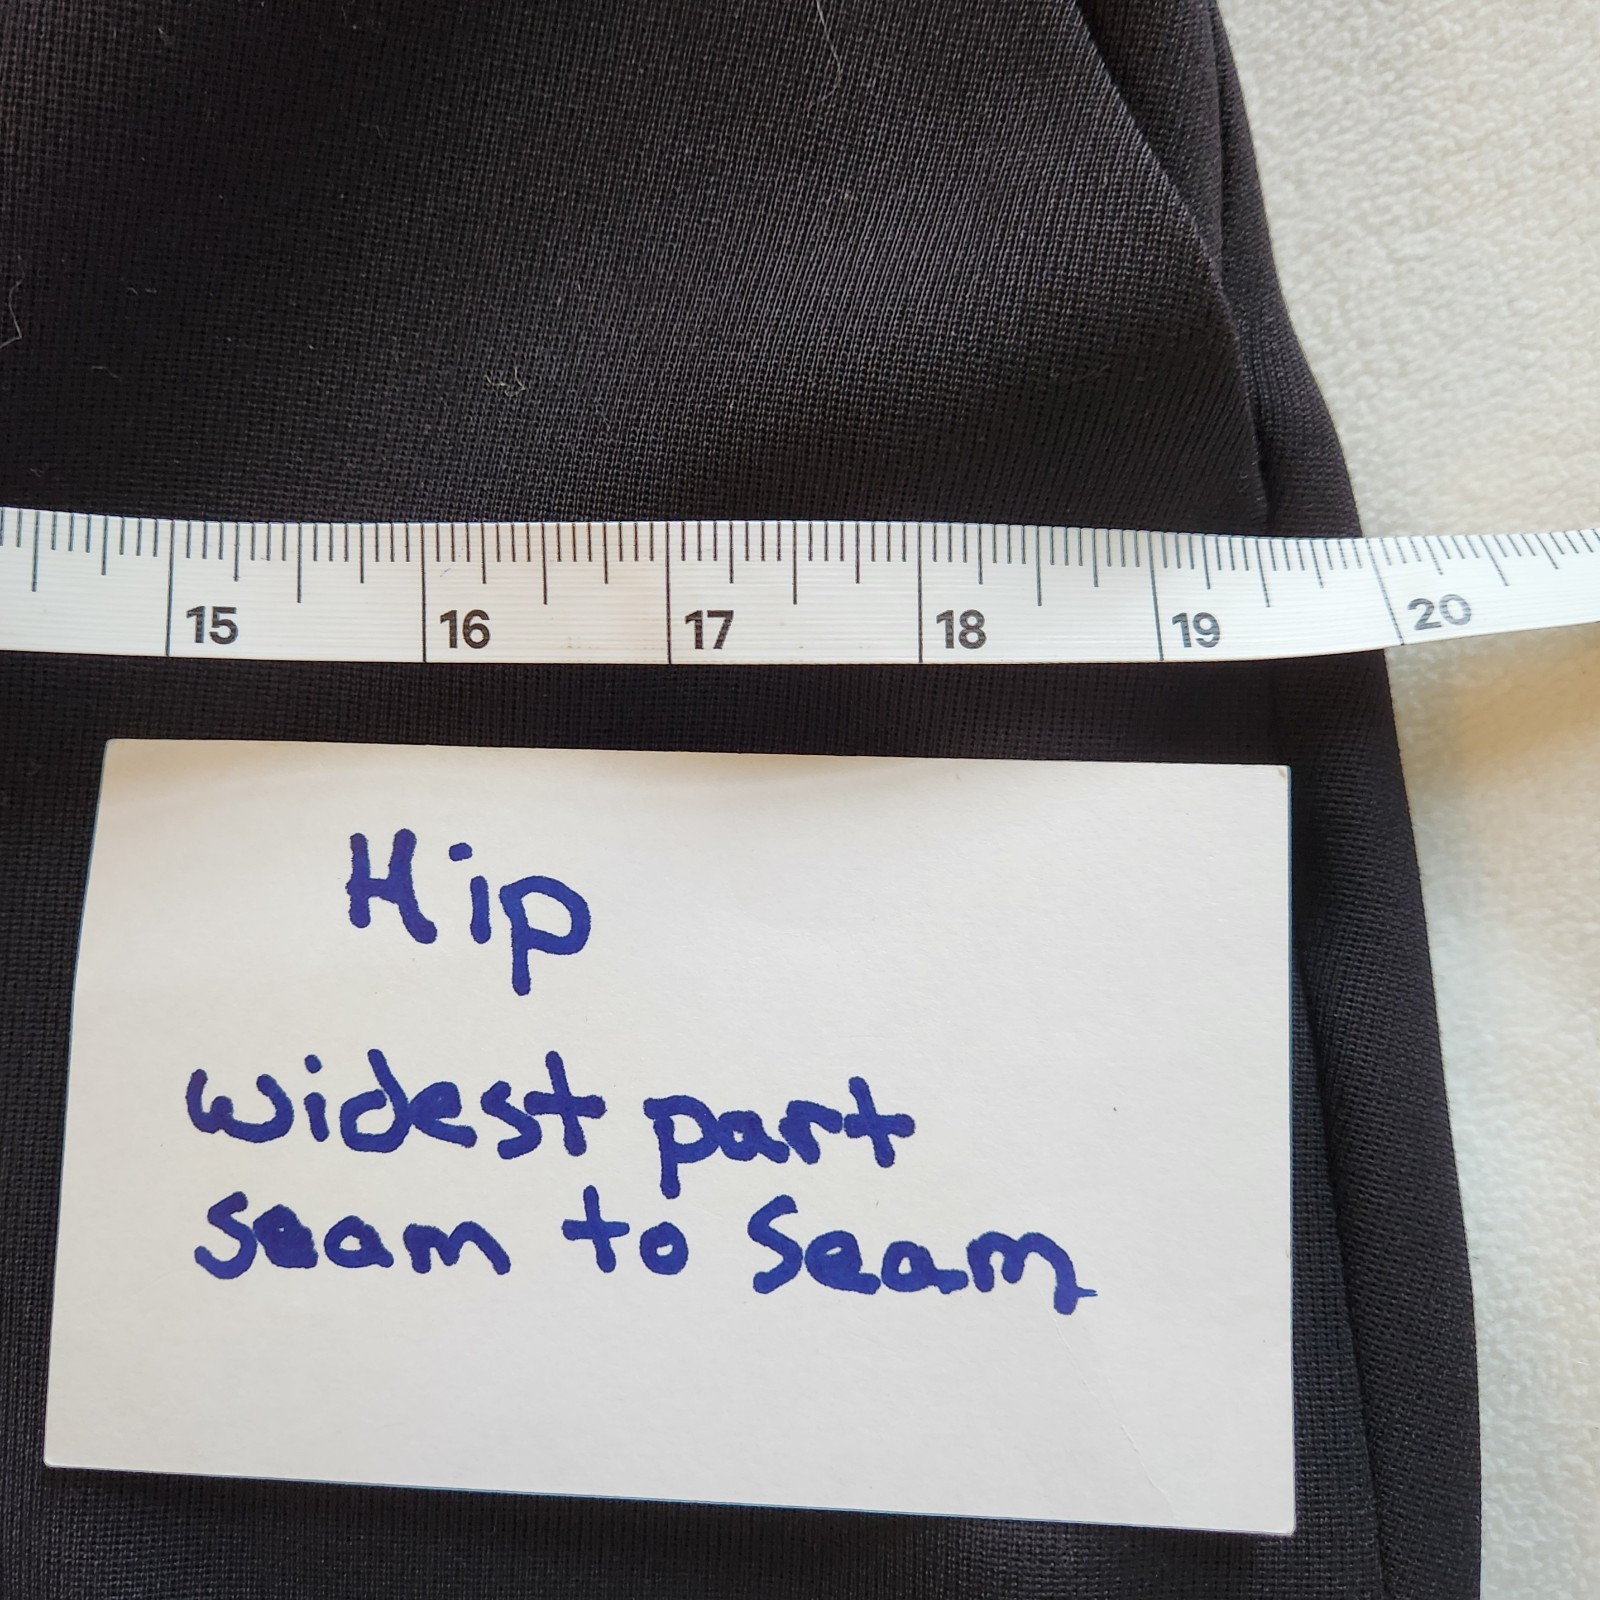 15 16 17 18 19 20
Hip
widest part
seam to seam